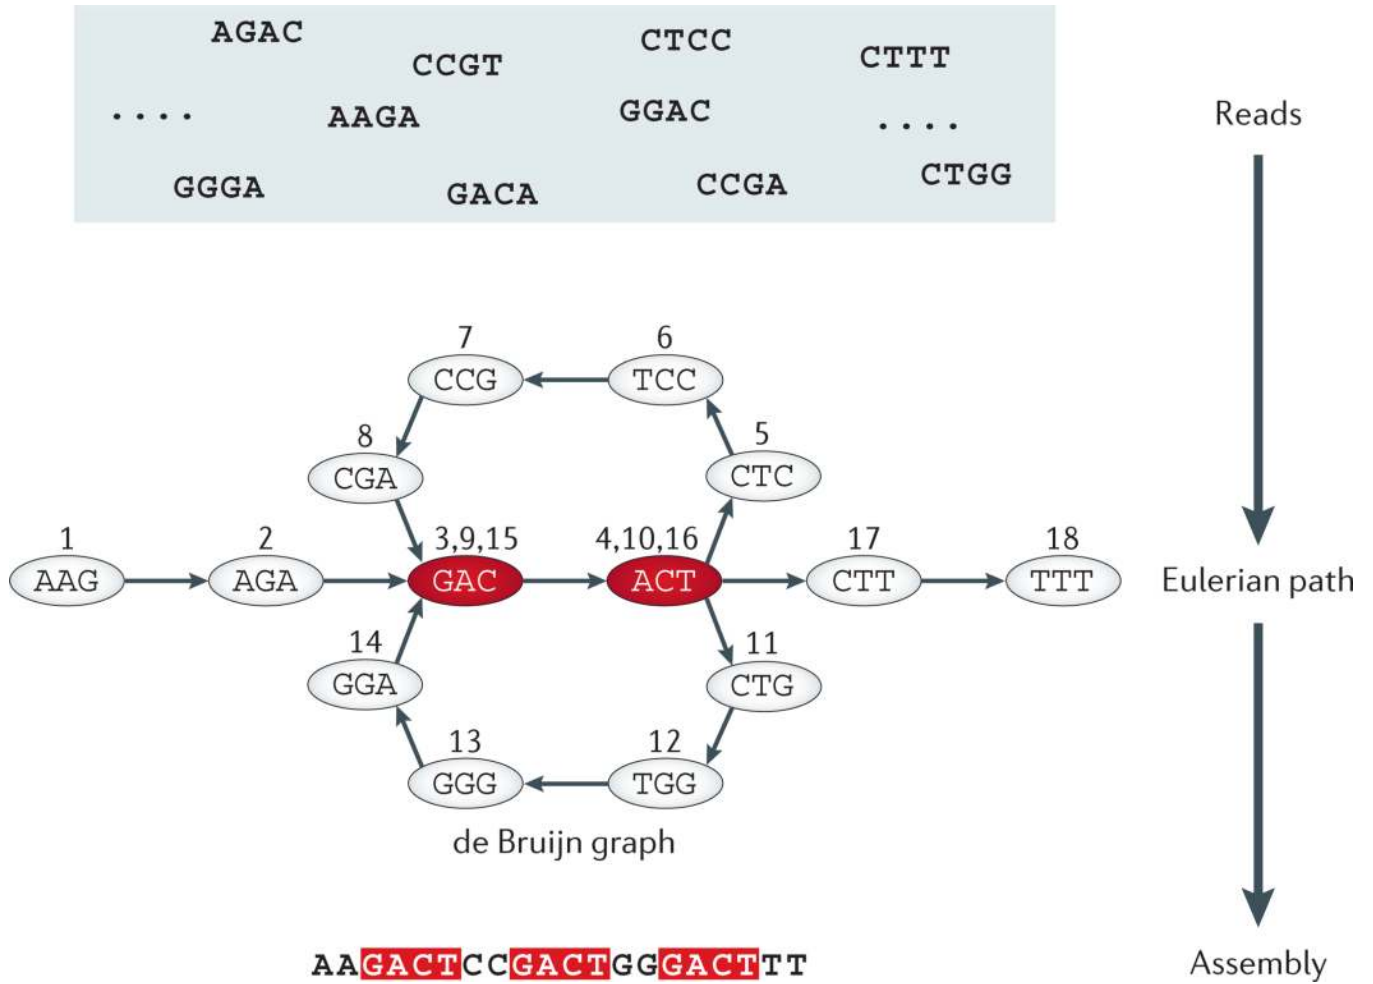 AGAC
CCGT
CTCC
CTTT
Reads
. . . .
AAGA
GGAC
. . . .
GGGA
GACA
CCGA
CTGG
7
6
CCG
TCC
8
5
CGA
CTC
1
2
3,9,15
4,10,16
17
18
AAG
AGA
GAC
ACT
CTT
TTT
Eulerian path
14
11
GGA
CTG
13
12
GGG
TGG
de Bruijn graph
AAGACTCCGACTGGGACTTT
Assembly